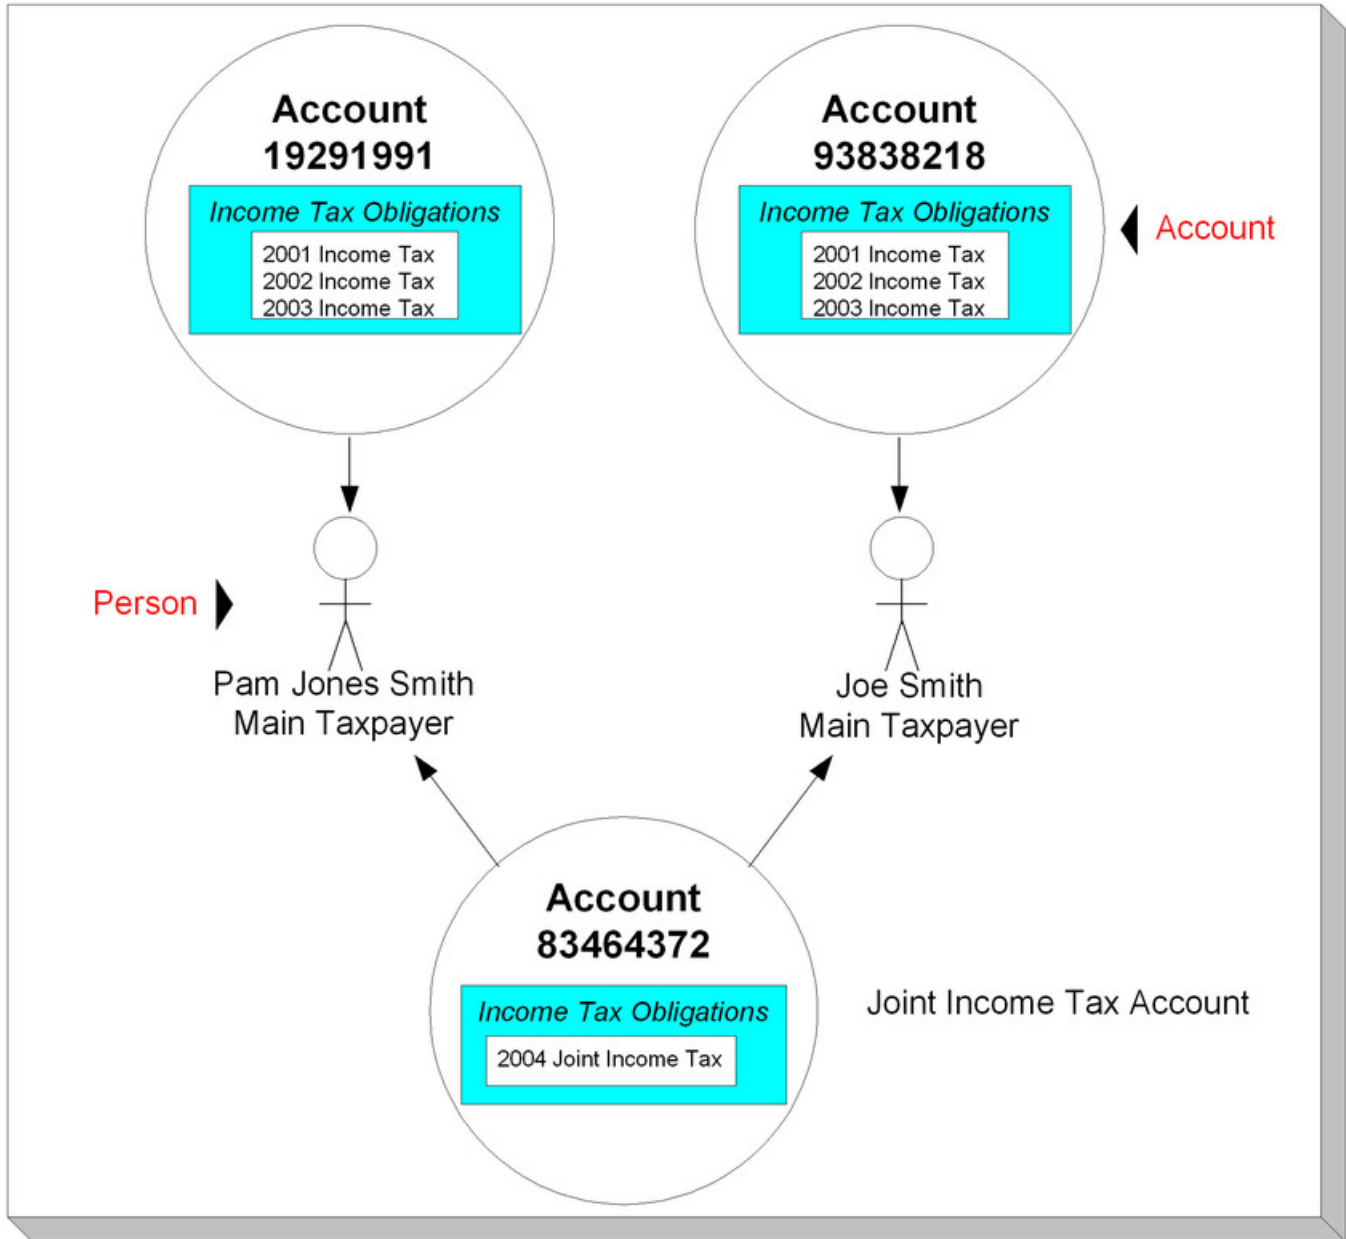 Account
19291991
Income Tax Obligations
2001 Income Tax
2002 Income Tax
2003 Income Tax
Account
93838218
Income Tax Obligations
2001 Income Tax
2002 Income Tax
2003 Income Tax
Account
Person
Pam Jones Smith
Main Taxpayer
Joe Smith
Main Taxpayer
Account
83464372
Income Tax Obligations
2004 Joint Income Tax
Joint Income Tax Account